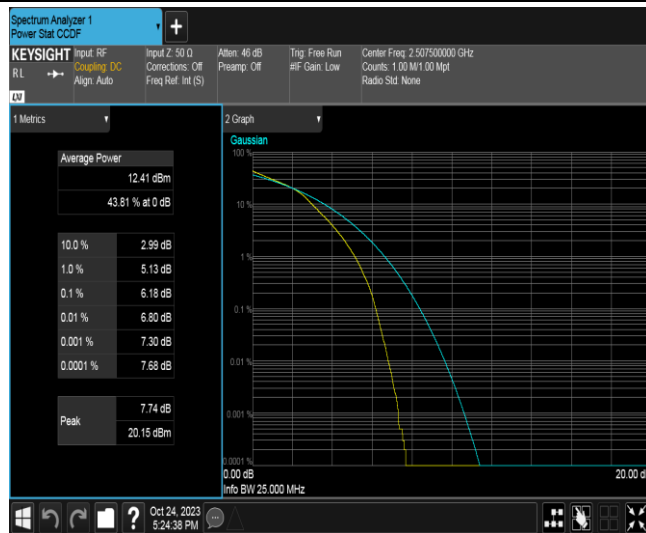 Spectrum Analyzer 1
Power Stat CCDF
+
KEYSIGHT
RL
Input: RF
Coupling: DC
Align: Auto
Input Z: 50 Ω
Corrections: Off
Freq Ref: Int (S)
Atten: 46 dB
Preamp: Off
Trig: Free Run
#IF Gain: Low
Center Freq: 2.507500000 GHz
Counts: 1.00 M/1.00 Mpt
Radio Std: None
1 Metrics
Average Power
12.41 dBm
43.81 % at 0 dB
10.0 % 2.99 dB
1.0 % 5.13 dB
0.1 % 6.18 dB
0.01 % 6.80 dB
0.001 % 7.30 dB
0.0001 % 7.68 dB
Peak 7.74 dB
20.15 dBm
2 Graph
Gaussian
100 %
10 %
1 %
0.1 %
0.01 %
0.001 %
0.0001 %
0.00 dB
20.00 d
Info BW 25.000 MHz
?
Oct 24, 2023
5:24:38 PM